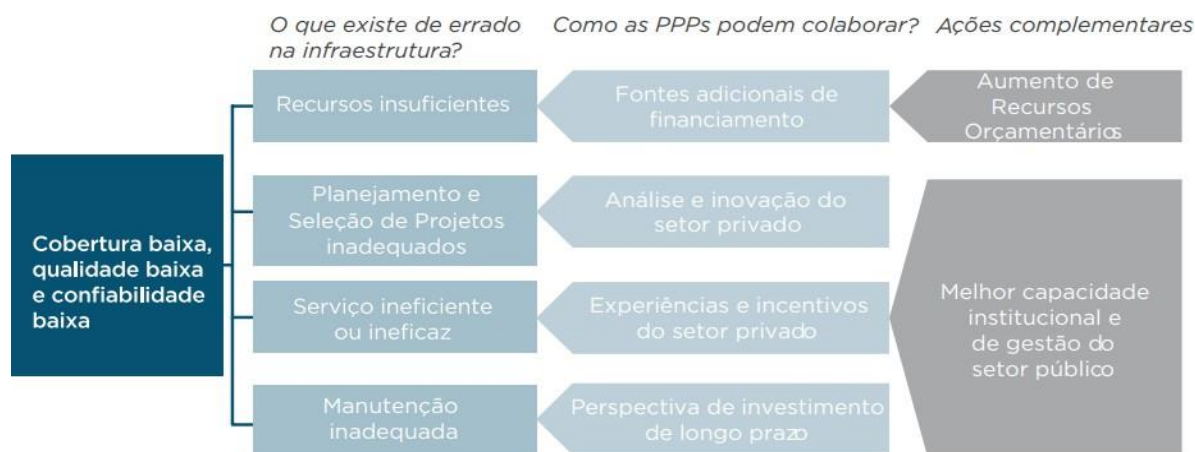 O que existe de errado
na infraestrutura?
Como as PPPs podem colaborar?
Ações complementares
Cobertura baixa,
qualidade baixa
e confiabilidade
baixa
Recursos insuficientes
Fontes adicionais de
financiamento
Aumento de
Recursos
Orçamentários
Planejamento e
Seleção de Projetos
inadequados
Análise e inovação do
setor privado
Serviço ineficiente
ou ineficaz
Experiências e incentivos
do setor privado
Manutenção
inadequada
Perspectiva de investimento
de longo prazo
Melhor capacidade
institucional e
de gestão do
setor público